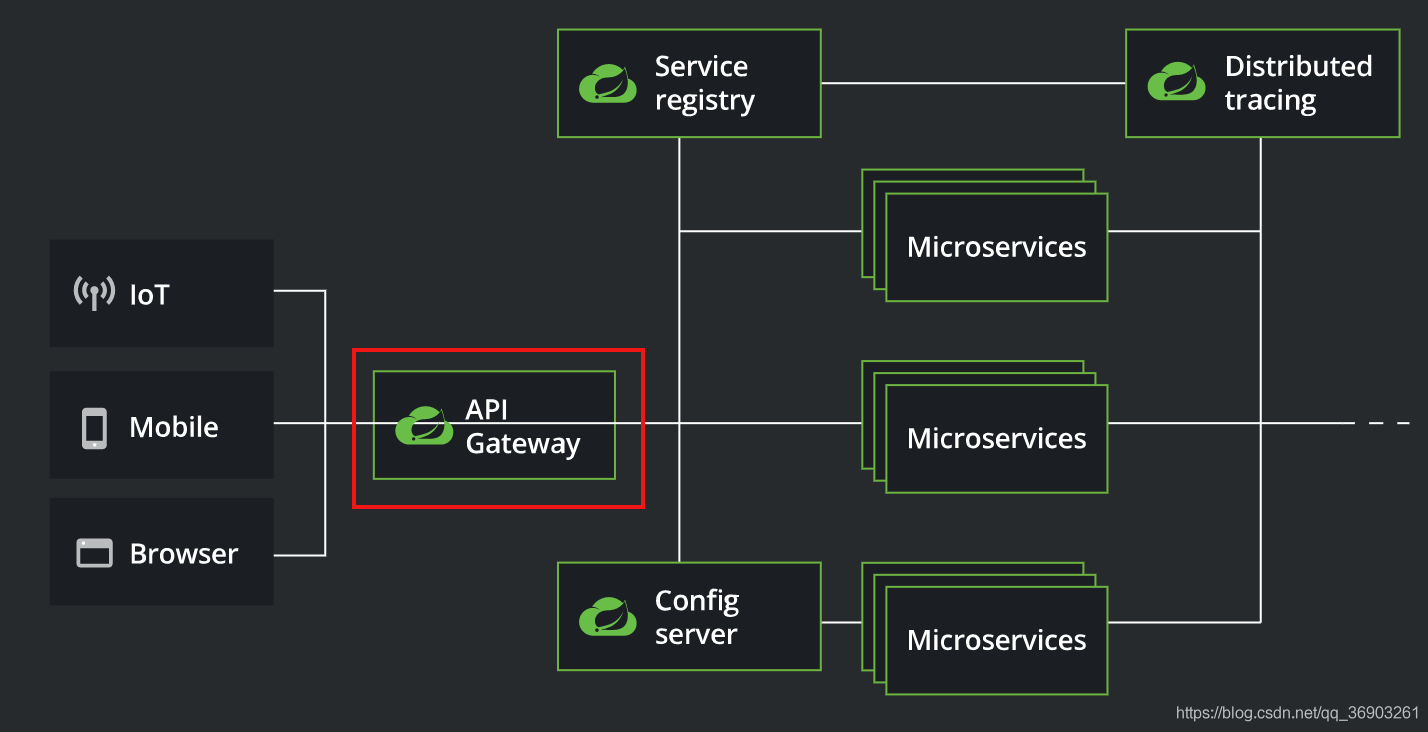 Service
registry
Distributed
tracing
Microservices
IoT
API
Gateway
Mobile
Microservices
Browser
Config
server
Microservices
https://blog.csdn.net/qq_36903261